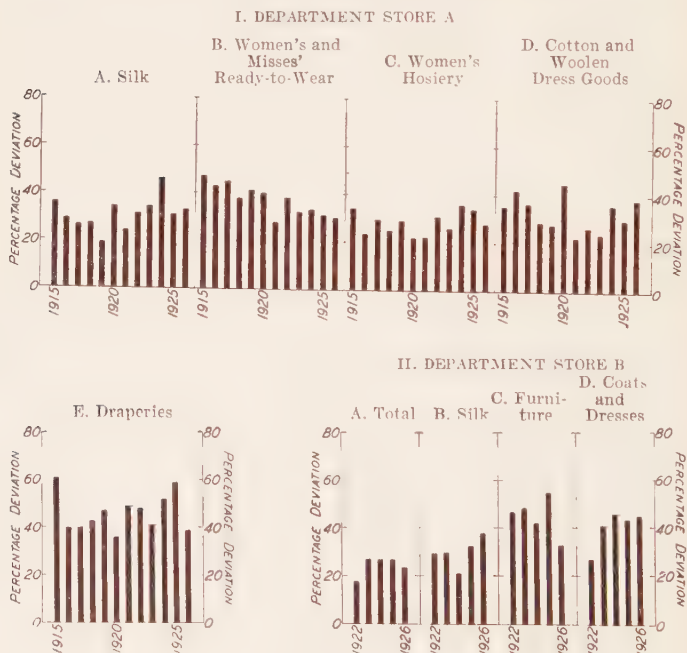 I. DEPARTMENT STORE A
A. Silk
B. Women's and
Misses'
Ready-to-Wear
C. Women's
Hosiery
D. Cotton and
Woolen
Dress Goods
PERCENTAGE DEVIATION
80
60
40
20
0
1915
1920
1925
1915
1920
1925
1915
1920
1925
1915
1920
1925
80
60
40
20
0
PERCENTAGE DEVIATION
E. Draperies
PERCENTAGE DEVIATION
80
60
40
20
0
1915
1920
1925
80
60
40
20
0
PERCENTAGE DEVIATION
II. DEPARTMENT STORE B
A. Total
B. Silk
C. Furni-
ture
D. Coats
and
Dresses
PERCENTAGE DEVIATION
80
60
40
20
0
1922
1926
1922
1926
1922
1926
1922
1926
80
60
40
20
0
PERCENTAGE DEVIATION